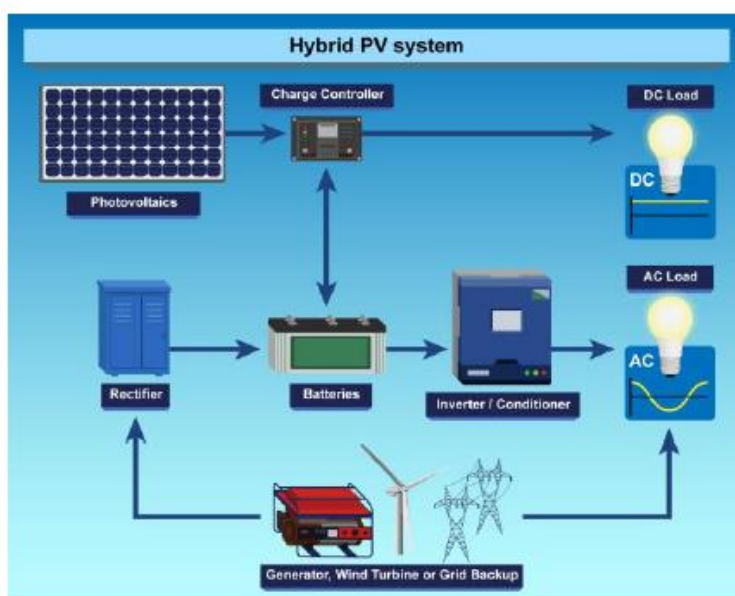 Hybrid PV system
Charge Controller
DC Load
DC
Photovoltaics
AC Load
AC
Rectifier
Batteries
Inverter / Conditioner
Generator, Wind Turbine or Grid Backup